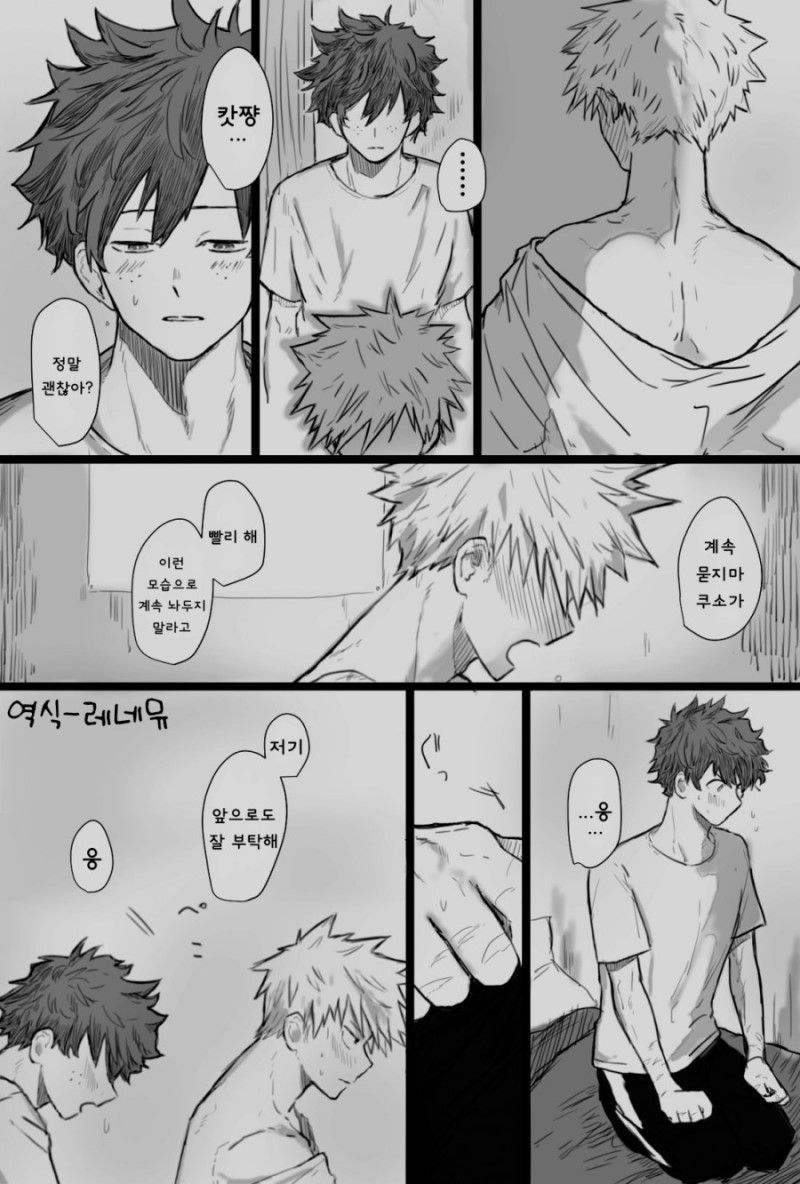 캇쨩
...
정말
괜찮아?
......
계속
묻지마
쿠소가
빨리 해
이런
모습으로
계속 놔두지
말라고
역식-레네뮤
...응
...
저기
앞으로도
잘 부탁해
응